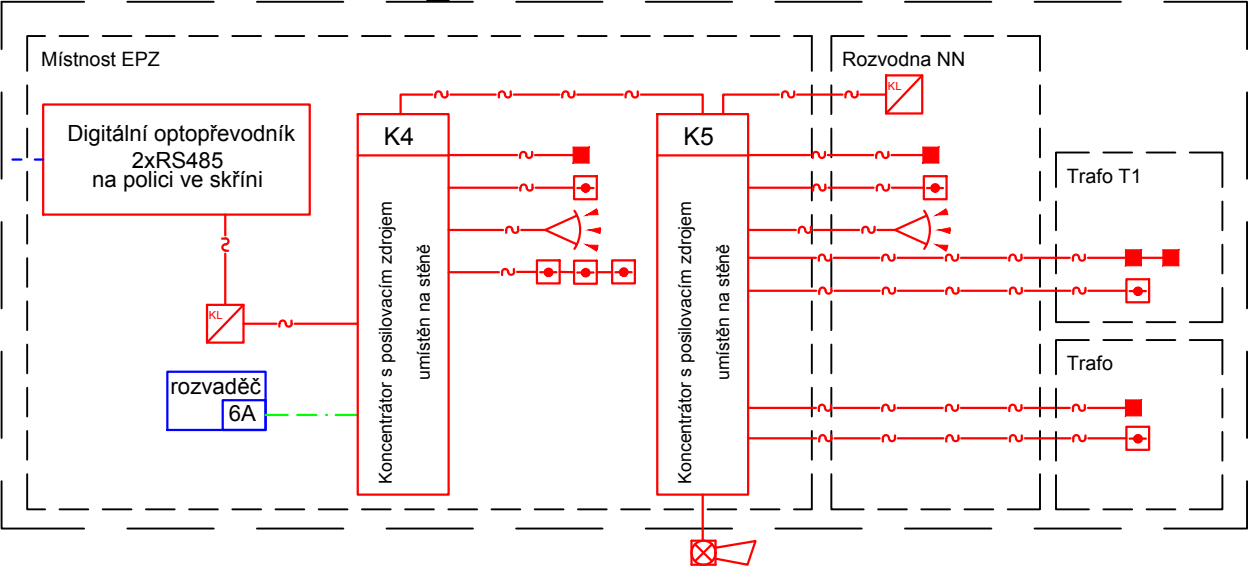 Místnost EPZ
Rozvodna NN
KL
Digitální optopřevodník
2xRS485
na polici ve skříni
K4
K5
Trafo T1
Koncentrátor s posilovacím zdrojem
umístěn na stěně
Koncentrátor s posilovacím zdrojem
umístěn na stěně
KL
Trafo
rozvaděč
6A